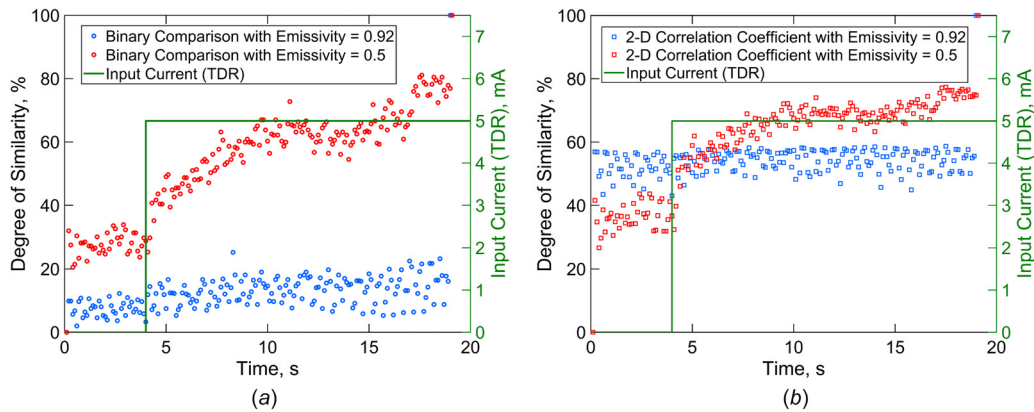 100
80
60
40
20
0
Degree of Similarity, %
Binary Comparison with Emissivity = 0.92
Binary Comparison with Emissivity = 0.5
Input Current (TDR)
7
6
5
4
3
2
1
0
Input Current (TDR), mA
0 5 10 15 20
Time, s
(a)
100
80
60
40
20
0
Degree of Similarity, %
2-D Correlation Coefficient with Emissivity = 0.92
2-D Correlation Coefficient with Emissivity = 0.5
Input Current (TDR)
7
6
5
4
3
2
1
0
Input Current (TDR), mA
0 5 10 15 20
Time, s
(b)